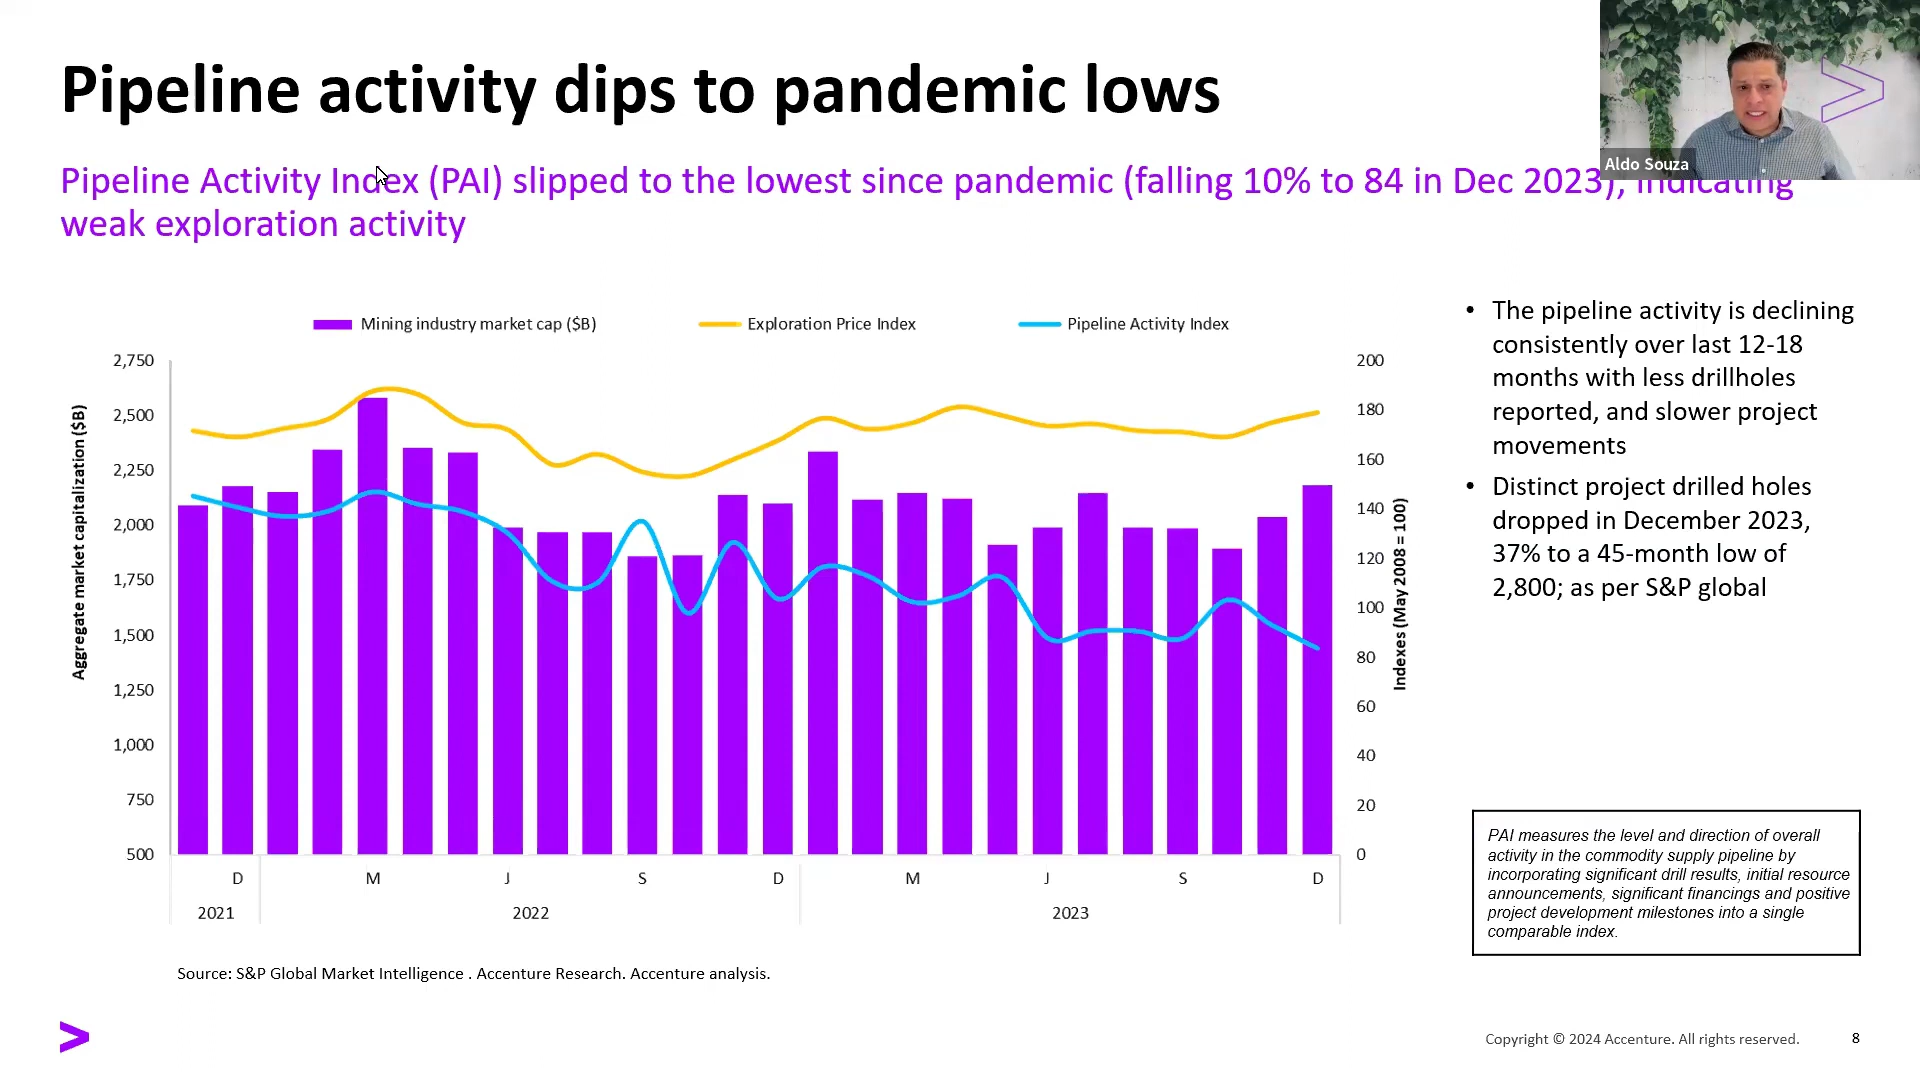 Pipeline activity dips to pandemic lows
Aldo Souza
Pipeline Activity Index (PAI) slipped to the lowest since pandemic (falling 10% to 84 in Dec 2023), indicating
weak exploration activity
Mining industry market cap ($B)
Exploration Price Index
Pipeline Activity Index
Aggregate market capitalization ($B)
2,750
2,500
2,250
2,000
1,750
1,500
1,250
1,000
750
500
200
180
160
140
120
100
80
60
40
20
0
Indexes (May 2008 = 100)
D M J S D M J S D
2021 2022 2023
Source: S&P Global Market Intelligence . Accenture Research. Accenture analysis.
• The pipeline activity is declining
consistently over last 12-18
months with less drillholes
reported, and slower project
movements
• Distinct project drilled holes
dropped in December 2023,
37% to a 45-month low of
2,800; as per S&P global
PAI measures the level and direction of overall
activity in the commodity supply pipeline by
incorporating significant drill results, initial resource
announcements, significant financings and positive
project development milestones into a single
comparable index.
Copyright © 2024 Accenture. All rights reserved.
8